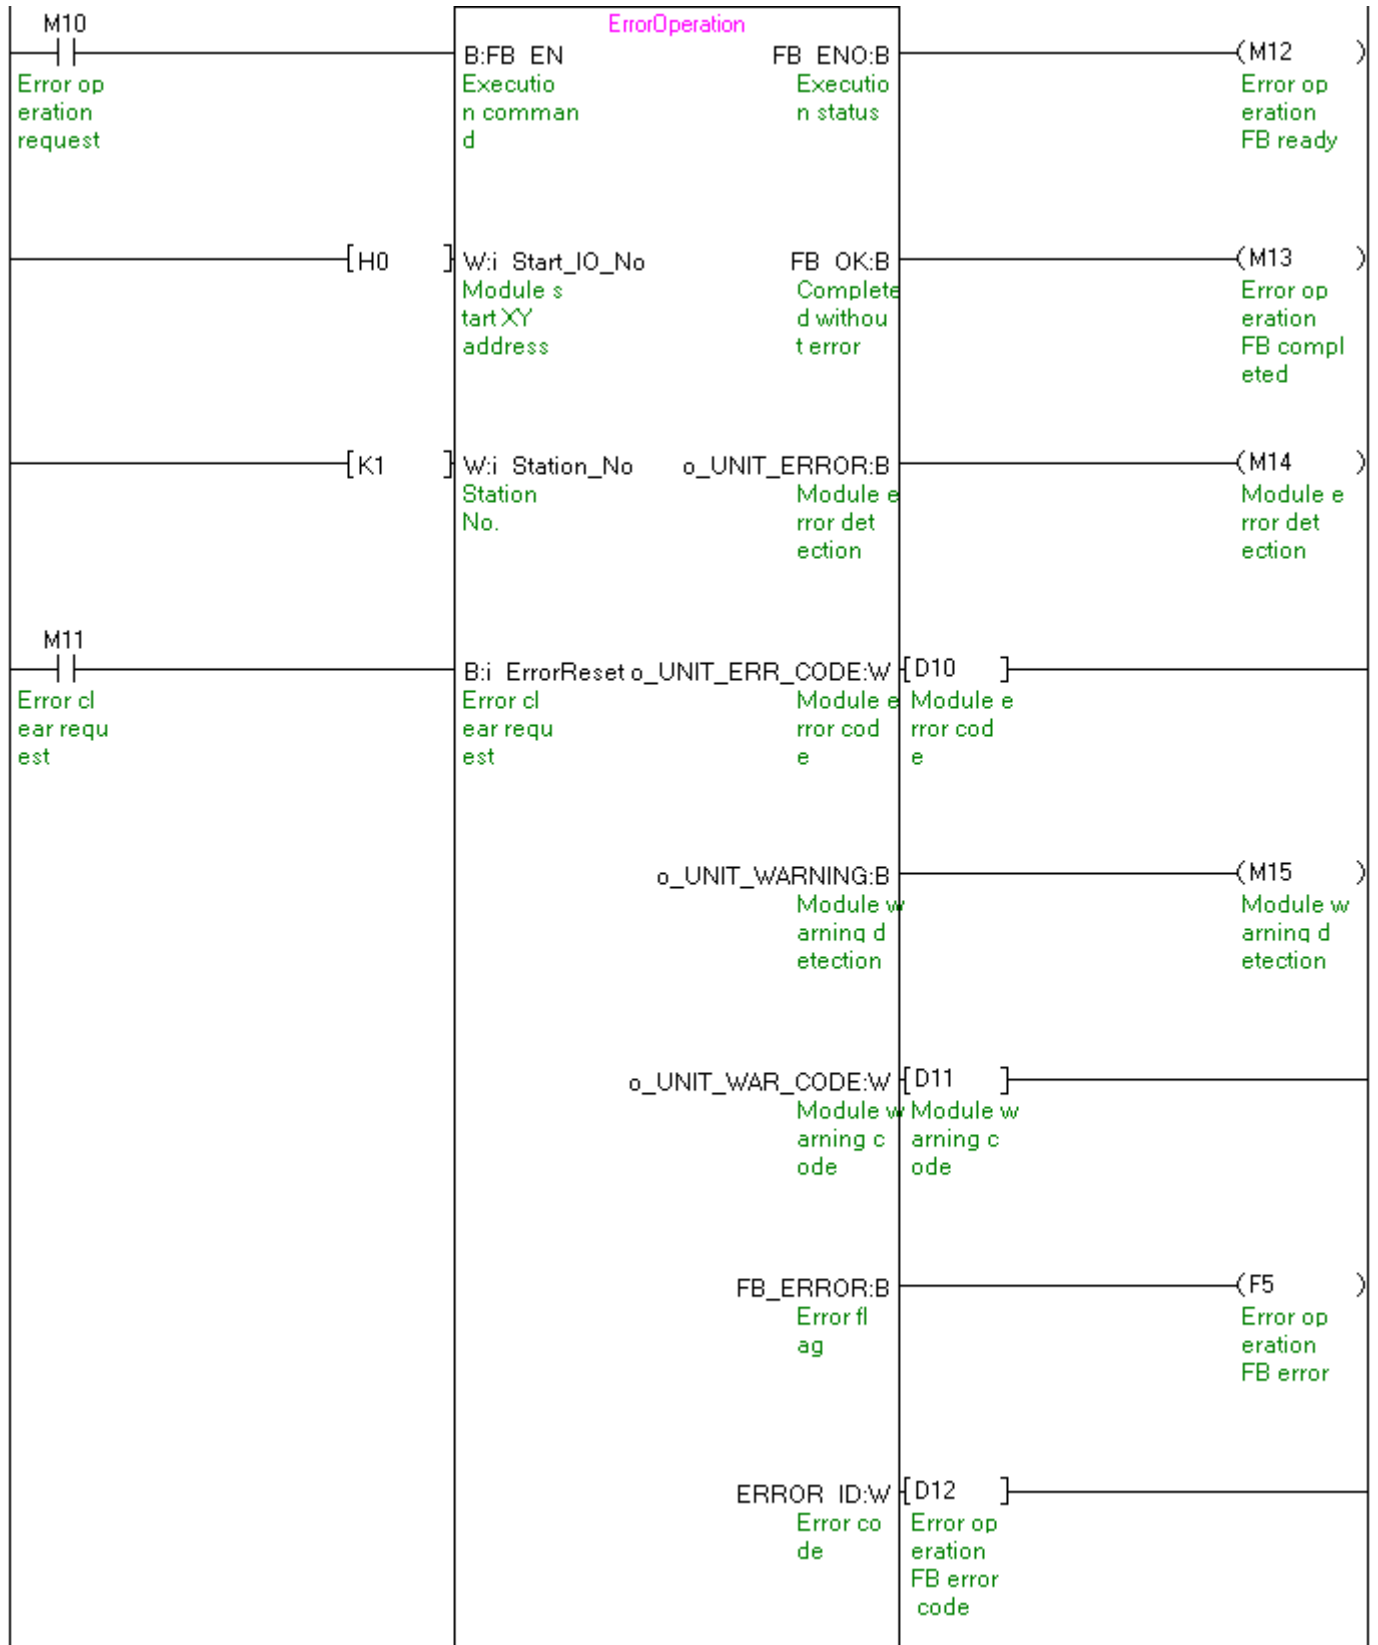 M10
ErrorOperation
B:FB_EN
FB_ENO:B
(M12 )
Error op
eration
request
Executio
n comman
d
Executio
n status
Error op
eration
FB ready
[H0 ]
W:i_Start_IO_No
FB_OK:B
(M13 )
Module s
tart XY
address
Complete
d withou
t error
Error op
eration
FB compl
eted
[K1 ]
W:i_Station_No
o_UNIT_ERROR:B
(M14 )
Station
No.
Module e
rror det
ection
Module e
rror det
ection
M11
B:i_ErrorReset
o_UNIT_ERR_CODE:W
[D10 ]
Error cl
ear requ
est
Error cl
ear requ
est
Module e
rror cod
e
Module e
rror cod
e
o_UNIT_WARNING:B
(M15 )
Module w
arning d
etection
Module w
arning d
etection
o_UNIT_WAR_CODE:W
[D11 ]
Module w
arning c
ode
Module w
arning c
ode
FB_ERROR:B
(F5 )
Error fl
ag
Error op
eration
FB error
ERROR_ID:W
[D12 ]
Error co
de
Error op
eration
FB error
code